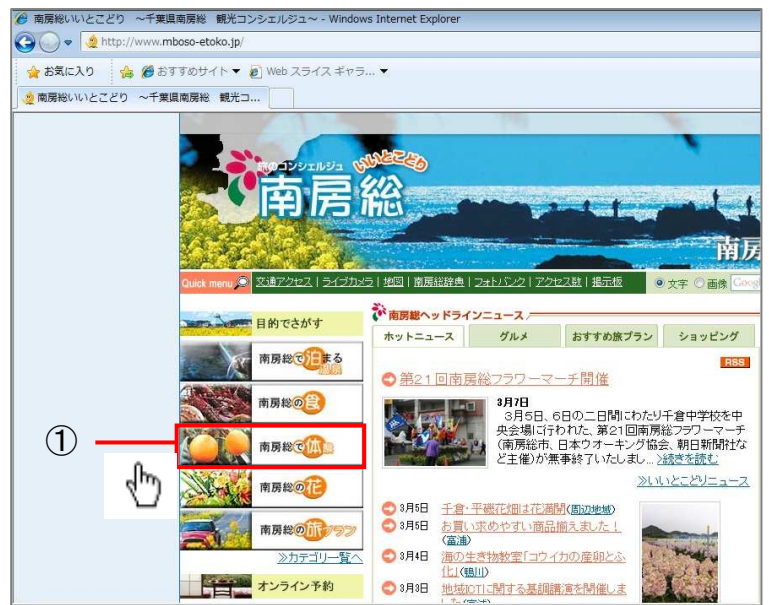 南房総いいとこどり ～千葉県南房総 観光コンシェルジュ～ - Windows Internet Explorer
http://www.mboso-etoko.jp/
お気に入り おすすめサイト ▼ Web スライス ギャラ... ▼
南房総いいとこどり ～千葉県南房総 観光コ...
旅のコンシェルジュ いいとこどり
南房総
南房
Quick menu 交通アクセス | ライブカメラ | 地図 | 南房総辞典 | フォトバンク | アクセス数 | 掲示板 文字 画像
目的でさがす
南房総で泊まる
南房総の食
①
南房総で体験
南房総の花
南房総の旅プラン
≫カテゴリー一覧へ
オンライン予約
南房総ヘッドラインニュース
ホットニュース グルメ おすすめ旅プラン ショッピング
RSS
第21回南房総フラワーマーチ開催
3月7日
3月5日、6日の二日間にわたり千倉中学校を中
央会場に行われた、第21回南房総フラワーマーチ
(南房総市、日本ウオーキング協会、朝日新聞社な
ど主催)が無事終了いたしまし... ≫続きを読む
≫いいとこどりニュース
3月5日 千倉・平磯花畑は花満開(周辺地域)
3月5日 お買い求めやすい商品揃えました！
(富浦)
3月4日 海の生き物教室「コウイカの産卵とふ
化」(鴨川)
3月3日 地域ICTに関する基調講演を開催しま